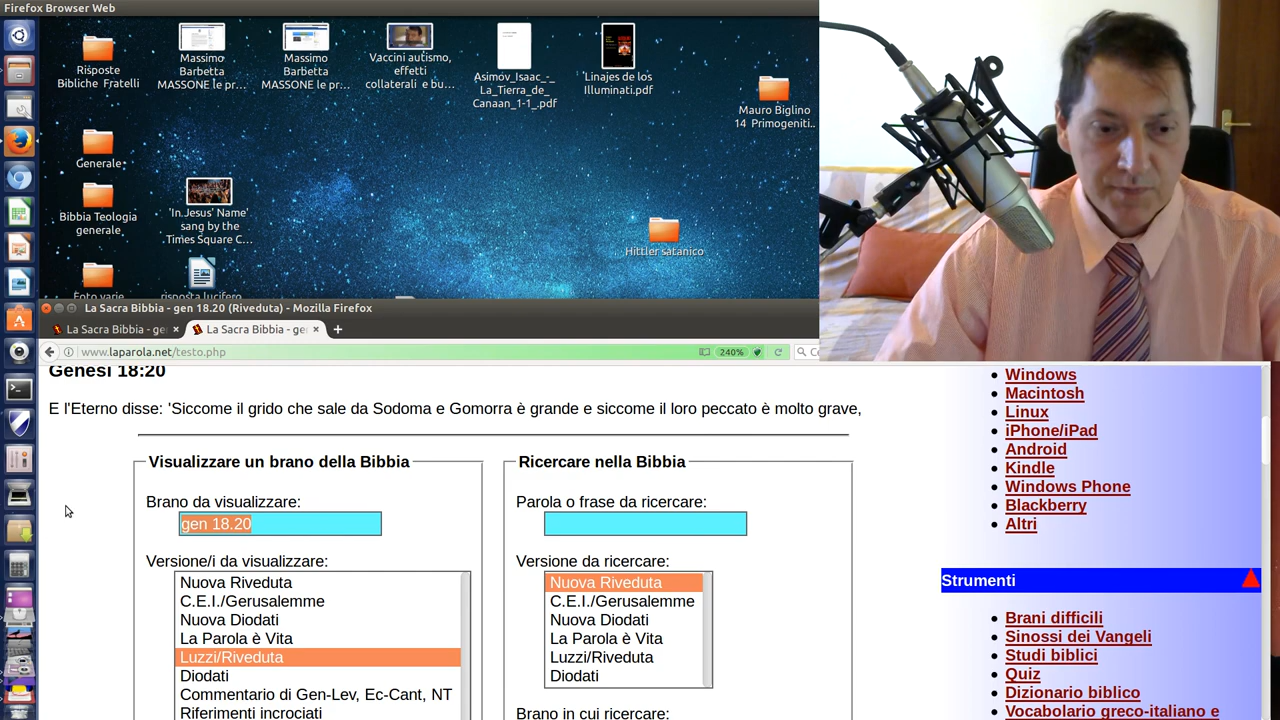 Firefox Browser Web
Risposte
Bibliche Fratelli
Massimo
Barbetta
MASSONE le pr...
Massimo
Barbetta
MASSONE le pr...
Vaccini autismo,
effetti
collaterali e bu...
Asimov_Isaac_-_
La_Tierra_de_
Canaan_1-1_.pdf
Linajes de los
Illuminati.pdf
Mauro Biglino
14 Primogeniti..
Generale
Bibbia Teologia
generale
'In Jesus' Name'
sang by the
Times Square C...
Hittler satanico
Foto varie
risposta lucifero
La Sacra Bibbia - gen 18.20 (Riveduta) - Mozilla Firefox
La Sacra Bibbia - ge
La Sacra Bibbia - ge
www.laparola.net/testo.php
240%
Genesi 18:20
E l'Eterno disse: 'Siccome il grido che sale da Sodoma e Gomorra è grande e siccome il loro peccato è molto grave,
Visualizzare un brano della Bibbia
Brano da visualizzare:
gen 18.20
Versione/i da visualizzare:
Nuova Riveduta
C.E.I./Gerusalemme
Nuova Diodati
La Parola è Vita
Luzzi/Riveduta
Diodati
Commentario di Gen-Lev, Ec-Cant, NT
Riferimenti incrociati
Ricercare nella Bibbia
Parola o frase da ricercare:
Versione da ricercare:
Nuova Riveduta
C.E.I./Gerusalemme
Nuova Diodati
La Parola è Vita
Luzzi/Riveduta
Diodati
Brano in cui ricercare:
Windows
Macintosh
Linux
iPhone/iPad
Android
Kindle
Windows Phone
Blackberry
Altri
Strumenti
Brani difficili
Sinossi dei Vangeli
Studi biblici
Quiz
Dizionario biblico
Vocabolario greco-italiano e